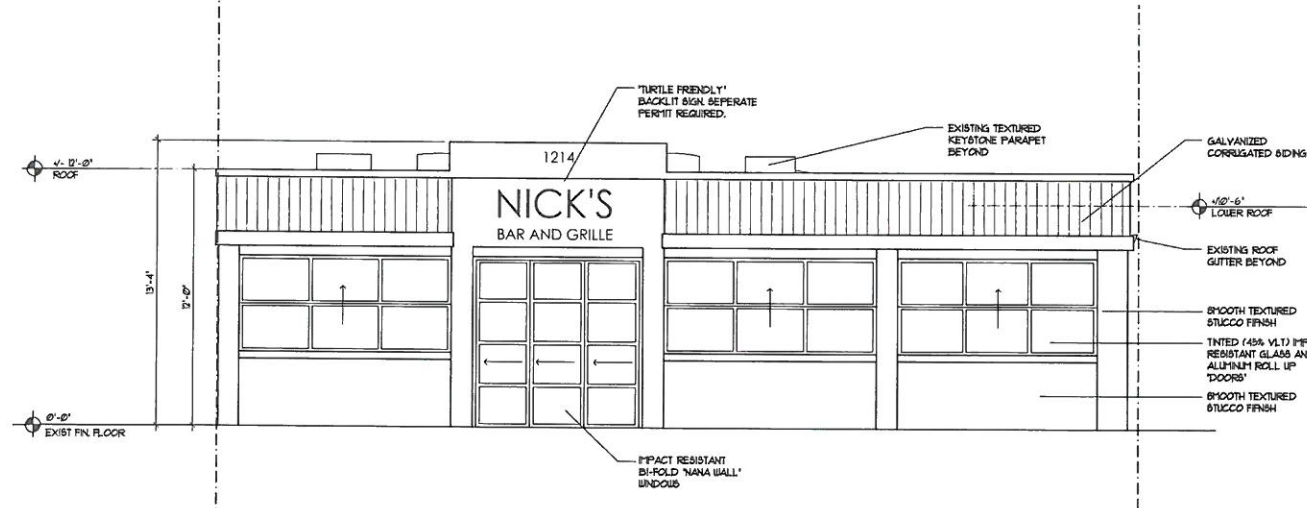 'TURTLE FRIENDLY'
BACKLIT SIGN. SEPERATE
PERMIT REQUIRED.
EXISTING TEXTURED
KEYSTONE PARAPET
BEYOND
GALVANIZED
CORRUGATED SIDING
+/- 12'-0"
ROOF
1214
NICK'S
BAR AND GRILLE
+/10'-6"
LOWER ROOF
EXISTING ROOF
GUTTER BEYOND
13'-4"
12'-0"
SMOOTH TEXTURED
STUCCO FIFNSH
TINTED (45% VLT) IMP
RESISTANT GLASS AN
ALUMINUM ROLL UP
'DOORS'
SMOOTH TEXTURED
STUCCO FIFNSH
0'-0"
EXIST FIN. FLOOR
IMPACT RESISTANT
BI-FOLD "NANA WALL"
WINDOWS